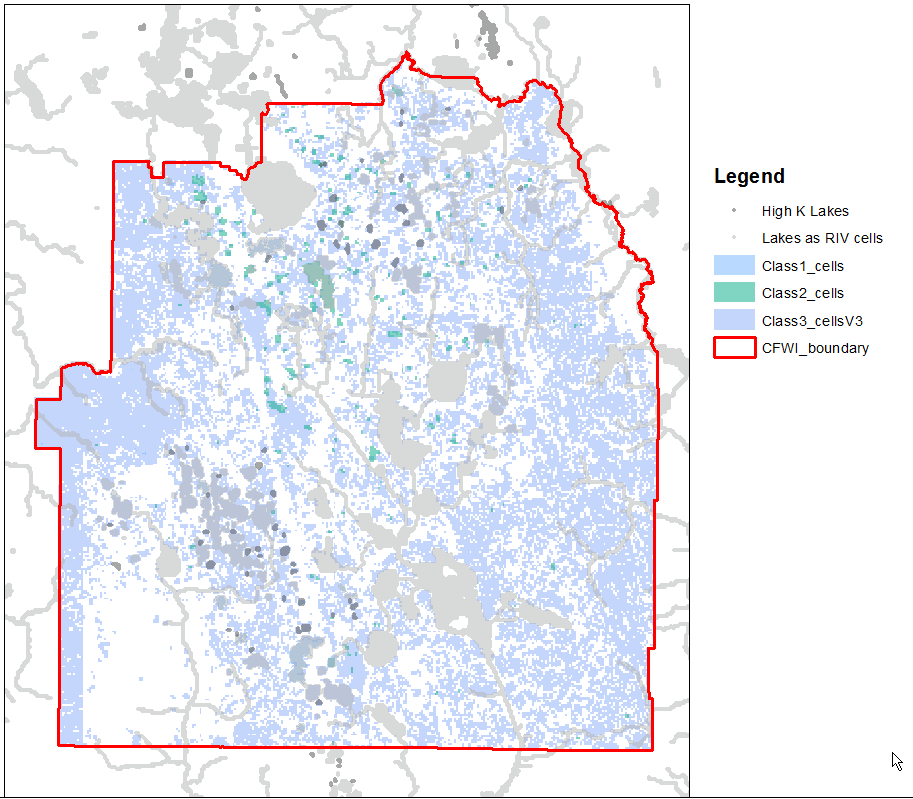 Legend
High K Lakes
Lakes as RIV cells
Class1_cells
Class2_cells
Class3_cellsV3
CFWI_boundary